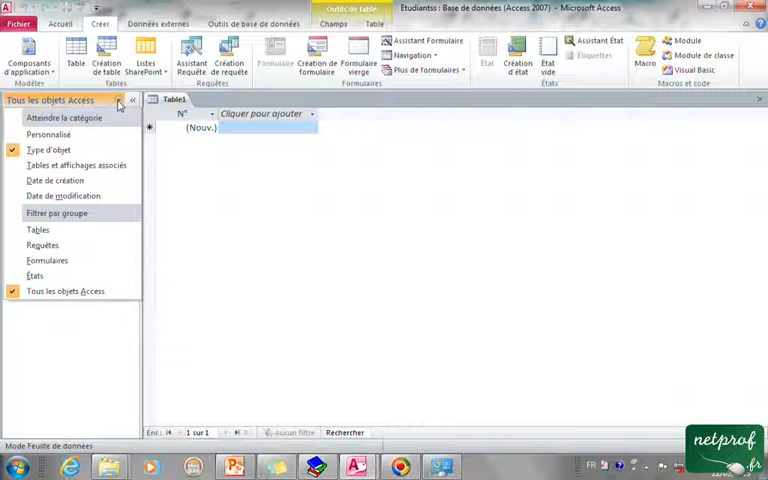 Outils de table
Etudiantss : Base de données (Access 2007) - Microsoft Access
Fichier
Accueil
Créer
Données externes
Outils de base de données
Champs
Table
Composants d'application
Table
Création de table
Listes SharePoint
Tables
Assistant Requête
Création de requête
Requêtes
Formulaire
Création de formulaire
Formulaire vierge
Assistant Formulaire
Navigation
Plus de formulaires
Formulaires
État
Création d'état
État vide
Assistant État
Étiquettes
États
Macro
Module
Module de classe
Visual Basic
Macros et code
Modèles
Tous les objets Access
Atteindre la catégorie
Personnalisé
Type d'objet
Tables et affichages associés
Date de création
Date de modification
Filtrer par groupe
Tables
Requêtes
Formulaires
États
Tous les objets Access
Table1
N°
Cliquer pour ajouter
(Nouv.)
Enr :
1 sur 1
Aucun filtre
Rechercher
Mode Feuille de données
FR
netprof
.fr